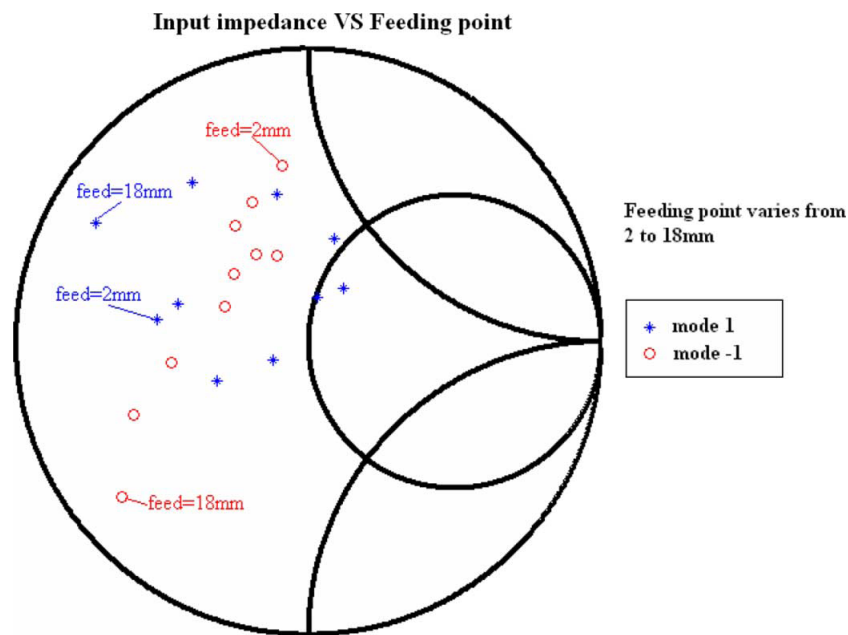 Input impedance VS Feeding point
feed=2mm
feed=18mm
feed=2mm
feed=18mm
Feeding point varies from
2 to 18mm
mode 1
mode -1